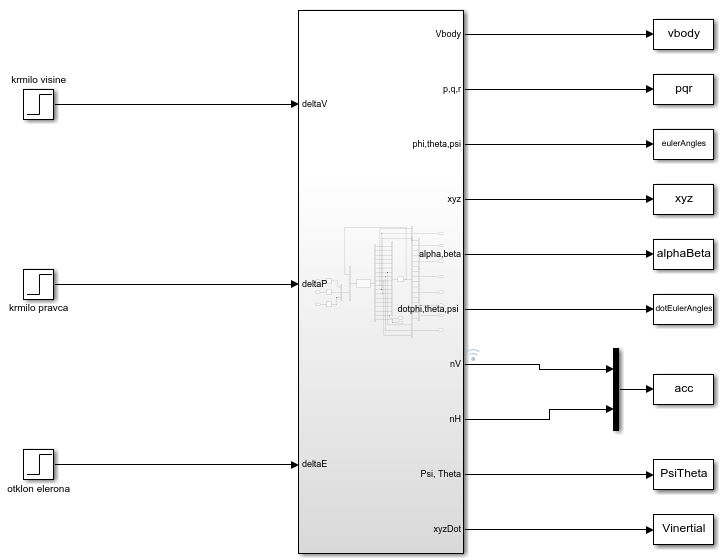 krmilo visine
deltaV
krmilo pravca
deltaP
otklon elerona
deltaE
Vbody
vbody
p,q,r
pqr
phi,theta,psi
eulerAngles
xyz
xyz
alpha,beta
alphaBeta
dotphi,theta,psi
dotEulerAngles
nV
nH
acc
Psi, Theta
PsiTheta
xyzDot
Vinertial